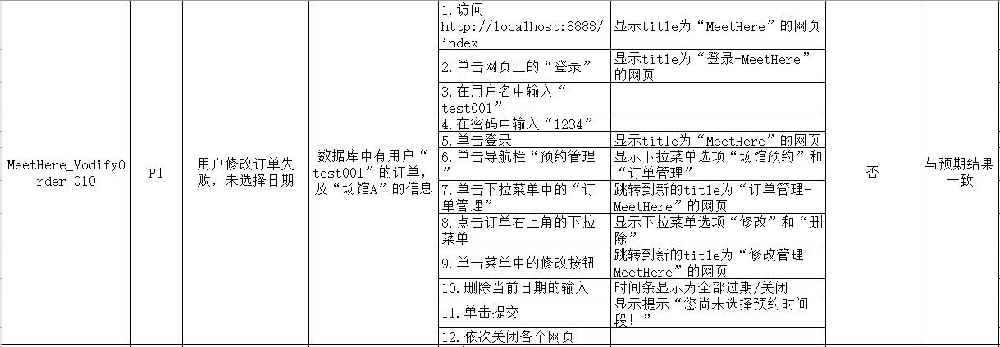 MeetHere_ModifyO
rder_010
P1
用户修改订单失
败，未选择日期
数据库中有用户“
test001”的订单，
及“场馆A”的信息
1.访问
http://localhost:8888/
index
显示title为“MeetHere”的网页
2.单击网页上的“登录”
显示title为“登录-MeetHere”
的网页
3.在用户名中输入“
test001”
4.在密码中输入“1234”
5.单击登录
显示title为“MeetHere”的网页
6.单击导航栏“预约管理
”
显示下拉菜单选项“场馆预约”和
“订单管理”
7.单击下拉菜单中的“订
单管理”
跳转到新的title为“订单管理-
MeetHere”的网页
8.点击订单右上角的下拉
菜单
显示下拉菜单选项“修改”和“删
除”
9.单击菜单中的修改按钮
跳转到新的title为“修改管理-
MeetHere”的网页
10.删除当前日期的输入
时间条显示为全部过期/关闭
11.单击提交
显示提示“您尚未选择预约时间
段！”
12.依次关闭各个网页
否
与预期结果
一致